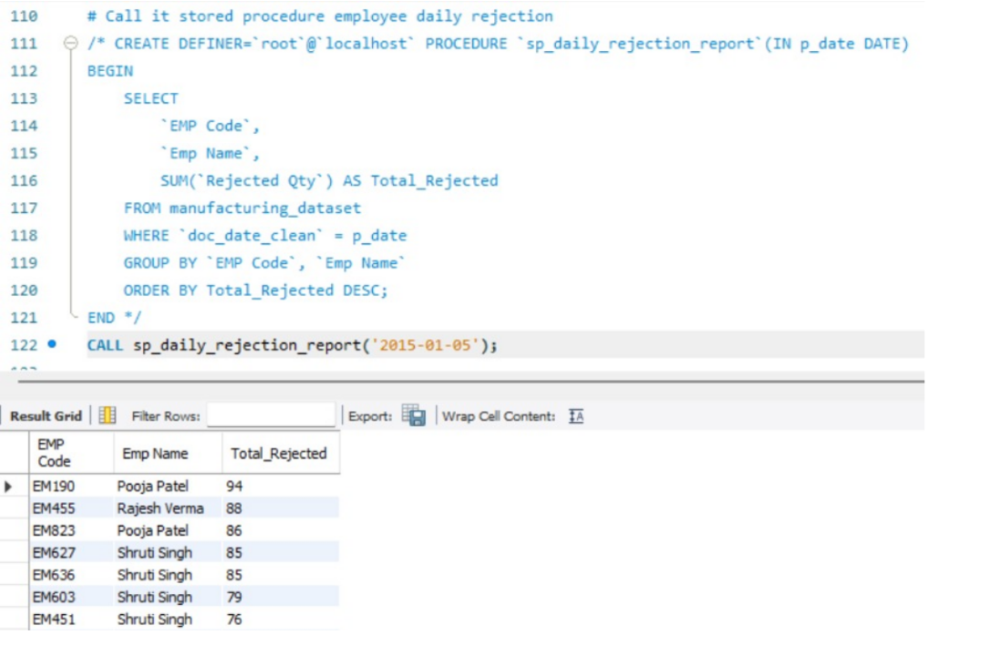 110 # Call it stored procedure employee daily rejection
111 /* CREATE DEFINER=`root`@`localhost` PROCEDURE `sp_daily_rejection_report`(IN p_date DATE)
112 BEGIN
113 SELECT
114 `EMP Code`,
115 `Emp Name`,
116 SUM(`Rejected Qty`) AS Total_Rejected
117 FROM manufacturing_dataset
118 WHERE `doc_date_clean` = p_date
119 GROUP BY `EMP Code`, `Emp Name`
120 ORDER BY Total_Rejected DESC;
121 END */
122 CALL sp_daily_rejection_report('2015-01-05');
Result Grid Filter Rows: Export: Wrap Cell Content: IA
EMP Code Emp Name Total_Rejected
EM190 Pooja Patel 94
EM455 Rajesh Verma 88
EM823 Pooja Patel 86
EM627 Shruti Singh 85
EM636 Shruti Singh 85
EM603 Shruti Singh 79
EM451 Shruti Singh 76